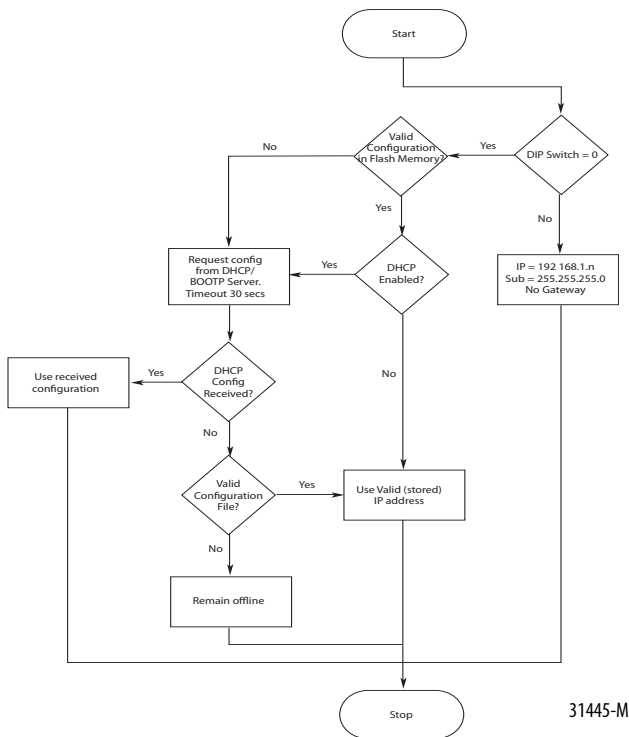 Start
DIP Switch = 0
Yes
Valid
Configuration
in Flash Memory?
No
Yes
No
Request config
from DHCP/
BOOTP Server.
Timeout 30 secs
Yes
DHCP
Enabled?
IP = 192 168.1.n
Sub = 255.255.255.0
No Gateway
Use received
configuration
Yes
DHCP
Config
Received?
No
No
Valid
Configuration
File?
Yes
Use Valid (stored)
IP address
No
Remain offline
Stop
31445-M